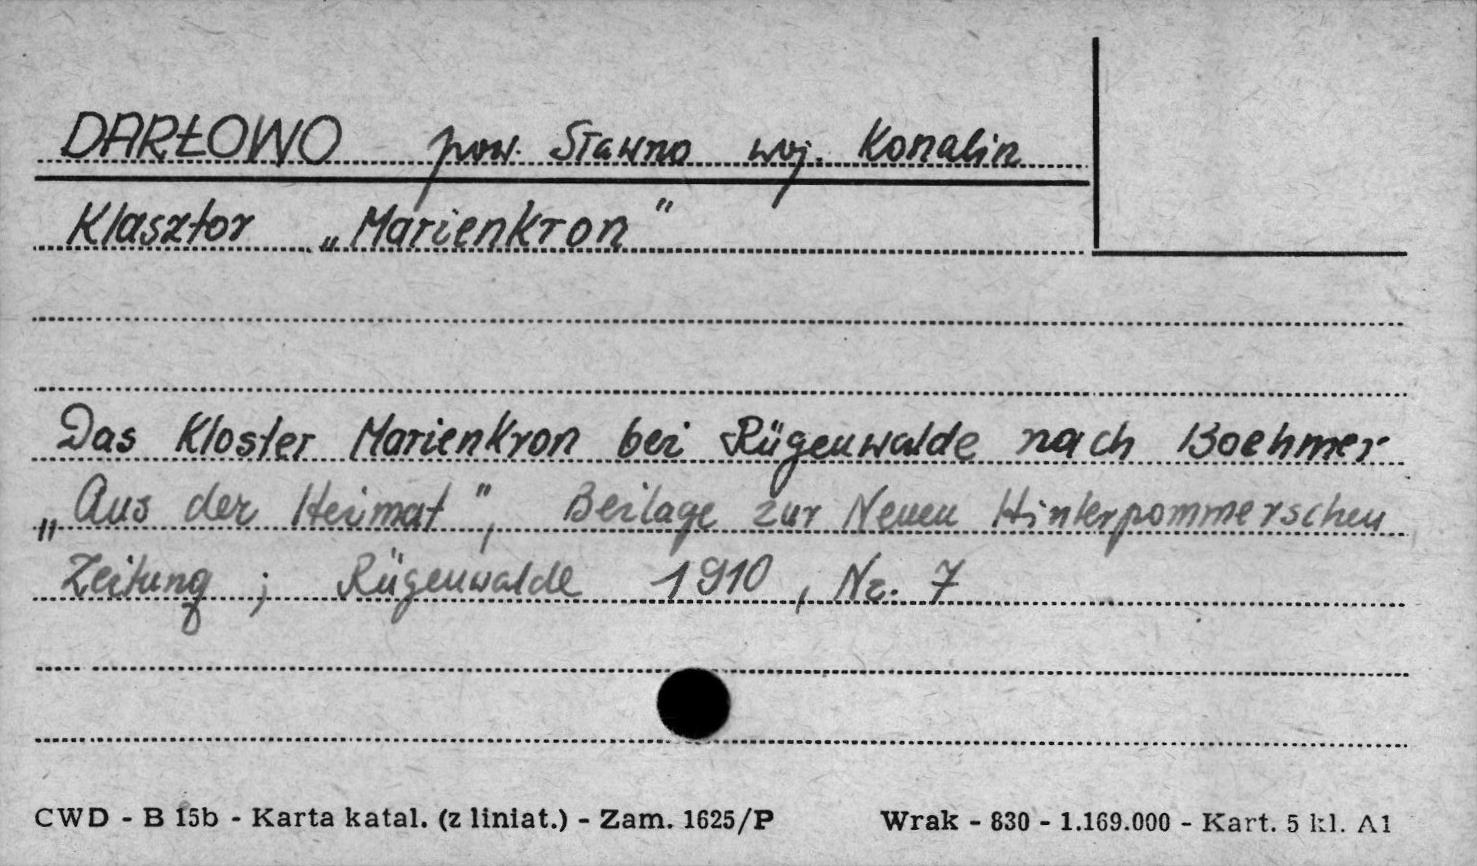 DARŁOWO pow. Sławno woj. Konalin
Klasztor „Marienkron"
Das Kloster Marienkron bei Rügenwalde nach Boehmer
„Aus der Heimat", Beilage zur Neuen Hinterpommerschen
Zeitung ; Rügenwalde 1910, Nr. 7
CWD - B 15b - Karta katal. (z liniat.) - Zam. 1625/P Wrak - 830 - 1.169.000 - Kart. 5 kl. A1